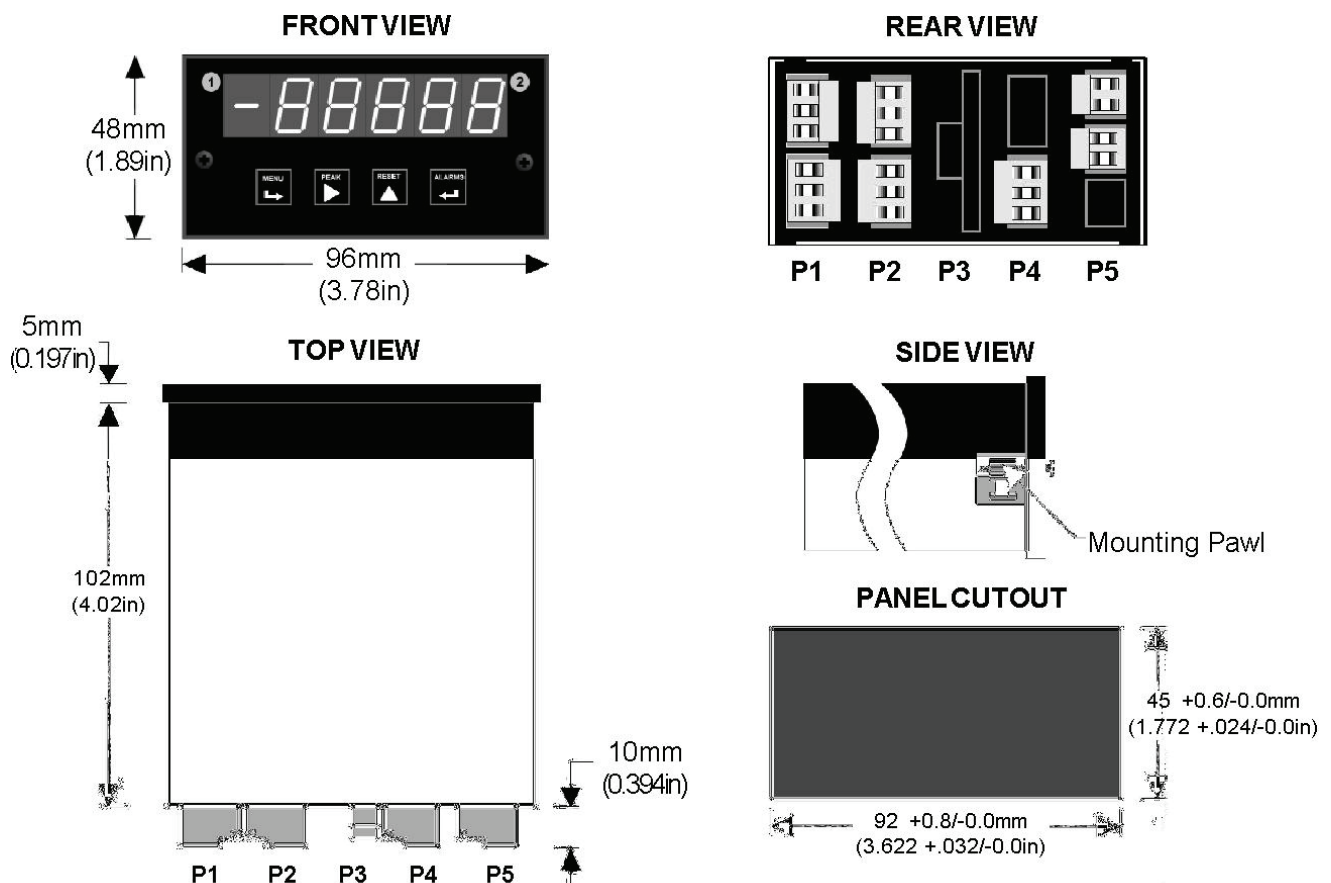 FRONT VIEW
1
2
-88888
MENU
PEAK
RESET
ALARMS
48mm
(1.89in)
96mm
(3.78in)
REAR VIEW
P1 P2 P3 P4 P5
5mm
(0.197in)
TOP VIEW
102mm
(4.02in)
10mm
(0.394in)
P1 P2 P3 P4 P5
SIDE VIEW
Mounting Pawl
PANEL CUTOUT
45 +0.6/-0.0mm
(1.772 +.024/-0.0in)
92 +0.8/-0.0mm
(3.622 +.032/-0.0in)